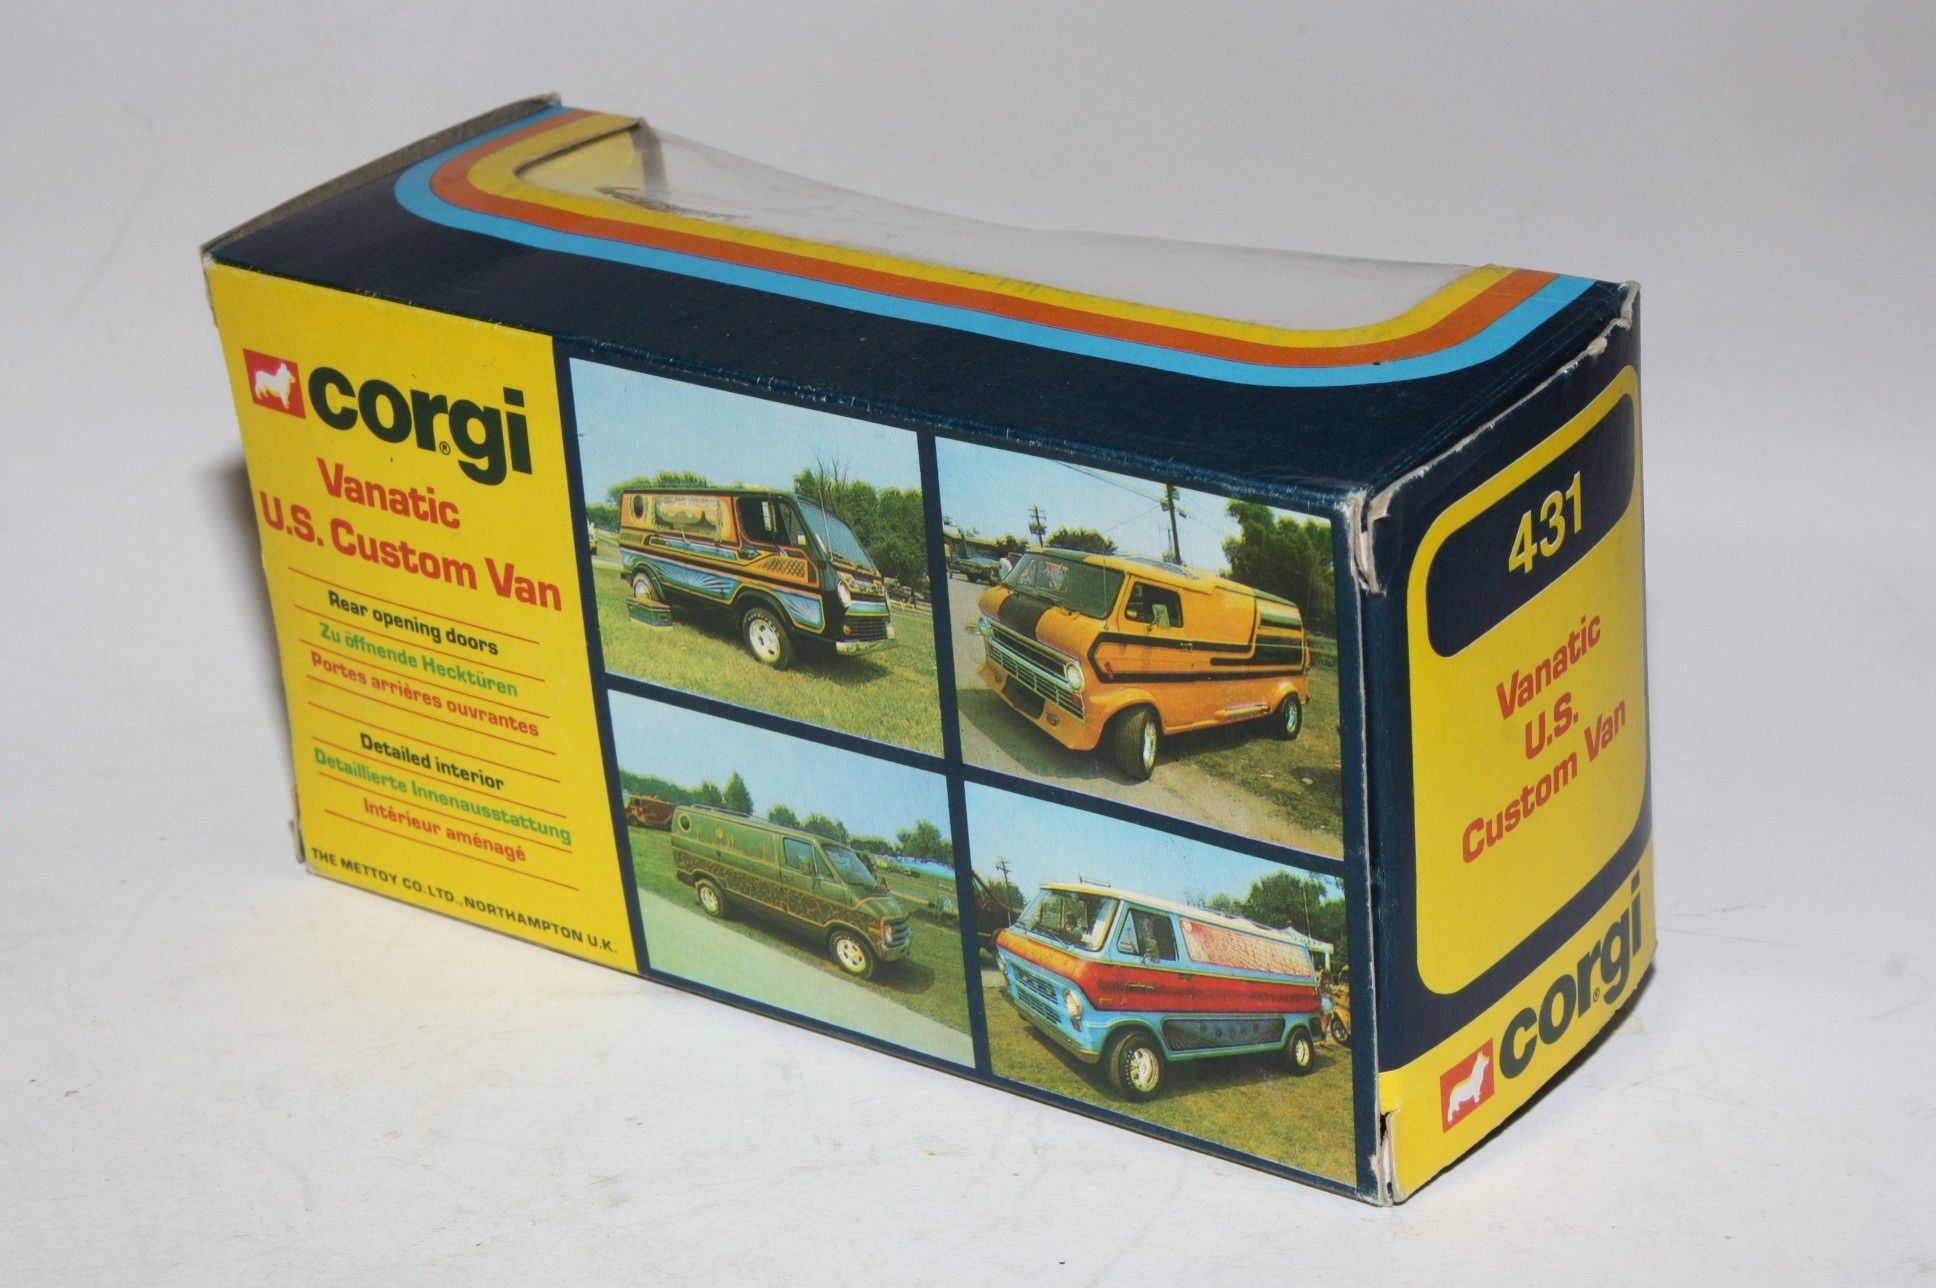 corgi®
Vanatic
U.S. Custom Van
Rear opening doors
Zu öffnende Hecktüren
Portes arrières ouvrantes
Detailed interior
Detaillierte Innenausstattung
Intérieur aménagé
THE METTOY CO. LTD., NORTHAMPTON U.K.
431
Vanatic
U.S.
Custom Van
corgi®